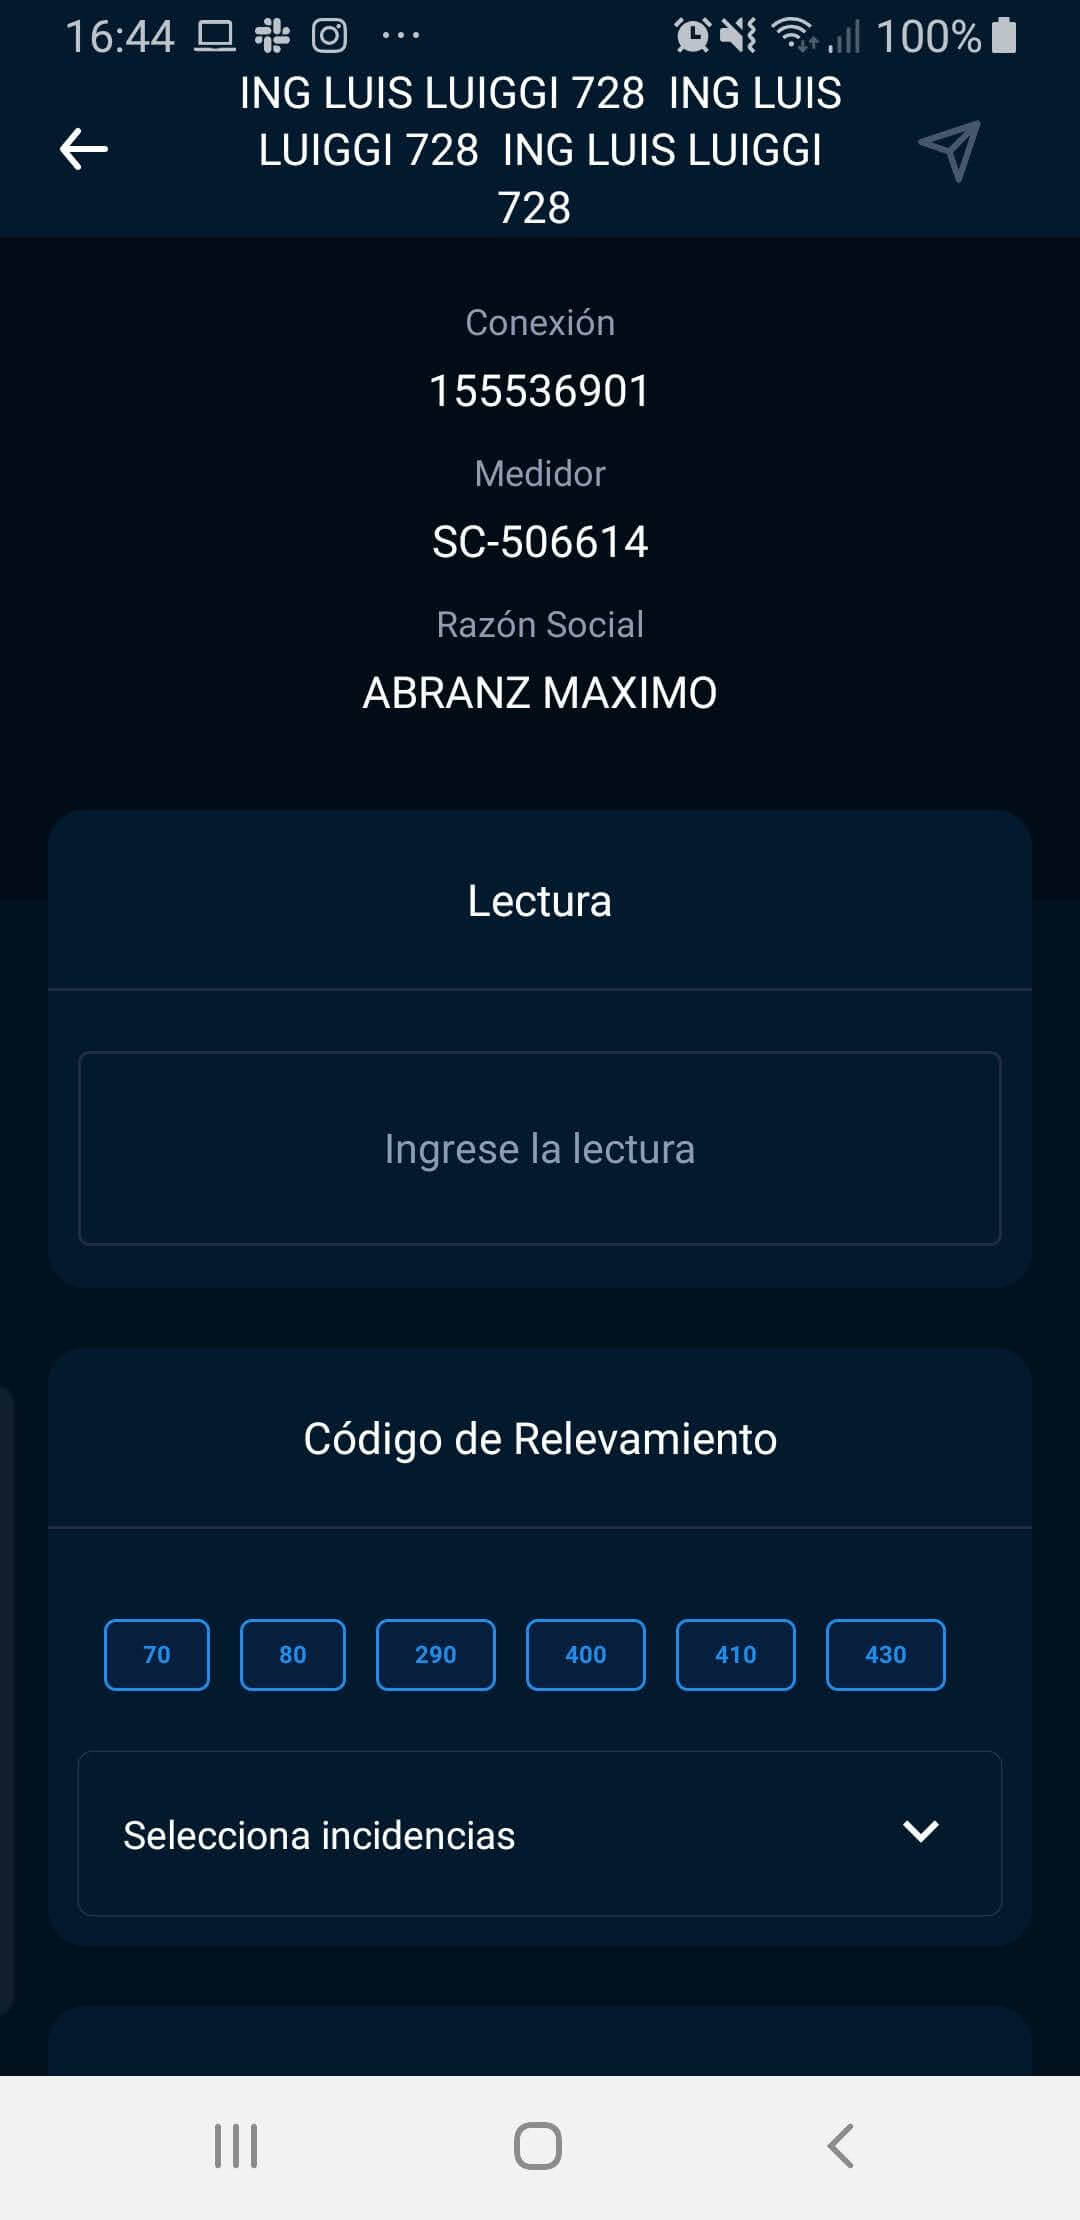 16:44
100%
ING LUIS LUIGGI 728  ING LUIS
LUIGGI 728  ING LUIS LUIGGI
728
Conexión
155536901
Medidor
SC-506614
Razón Social
ABRANZ MAXIMO
Lectura
Ingrese la lectura
Código de Relevamiento
70 80 290 400 410 430
Selecciona incidencias